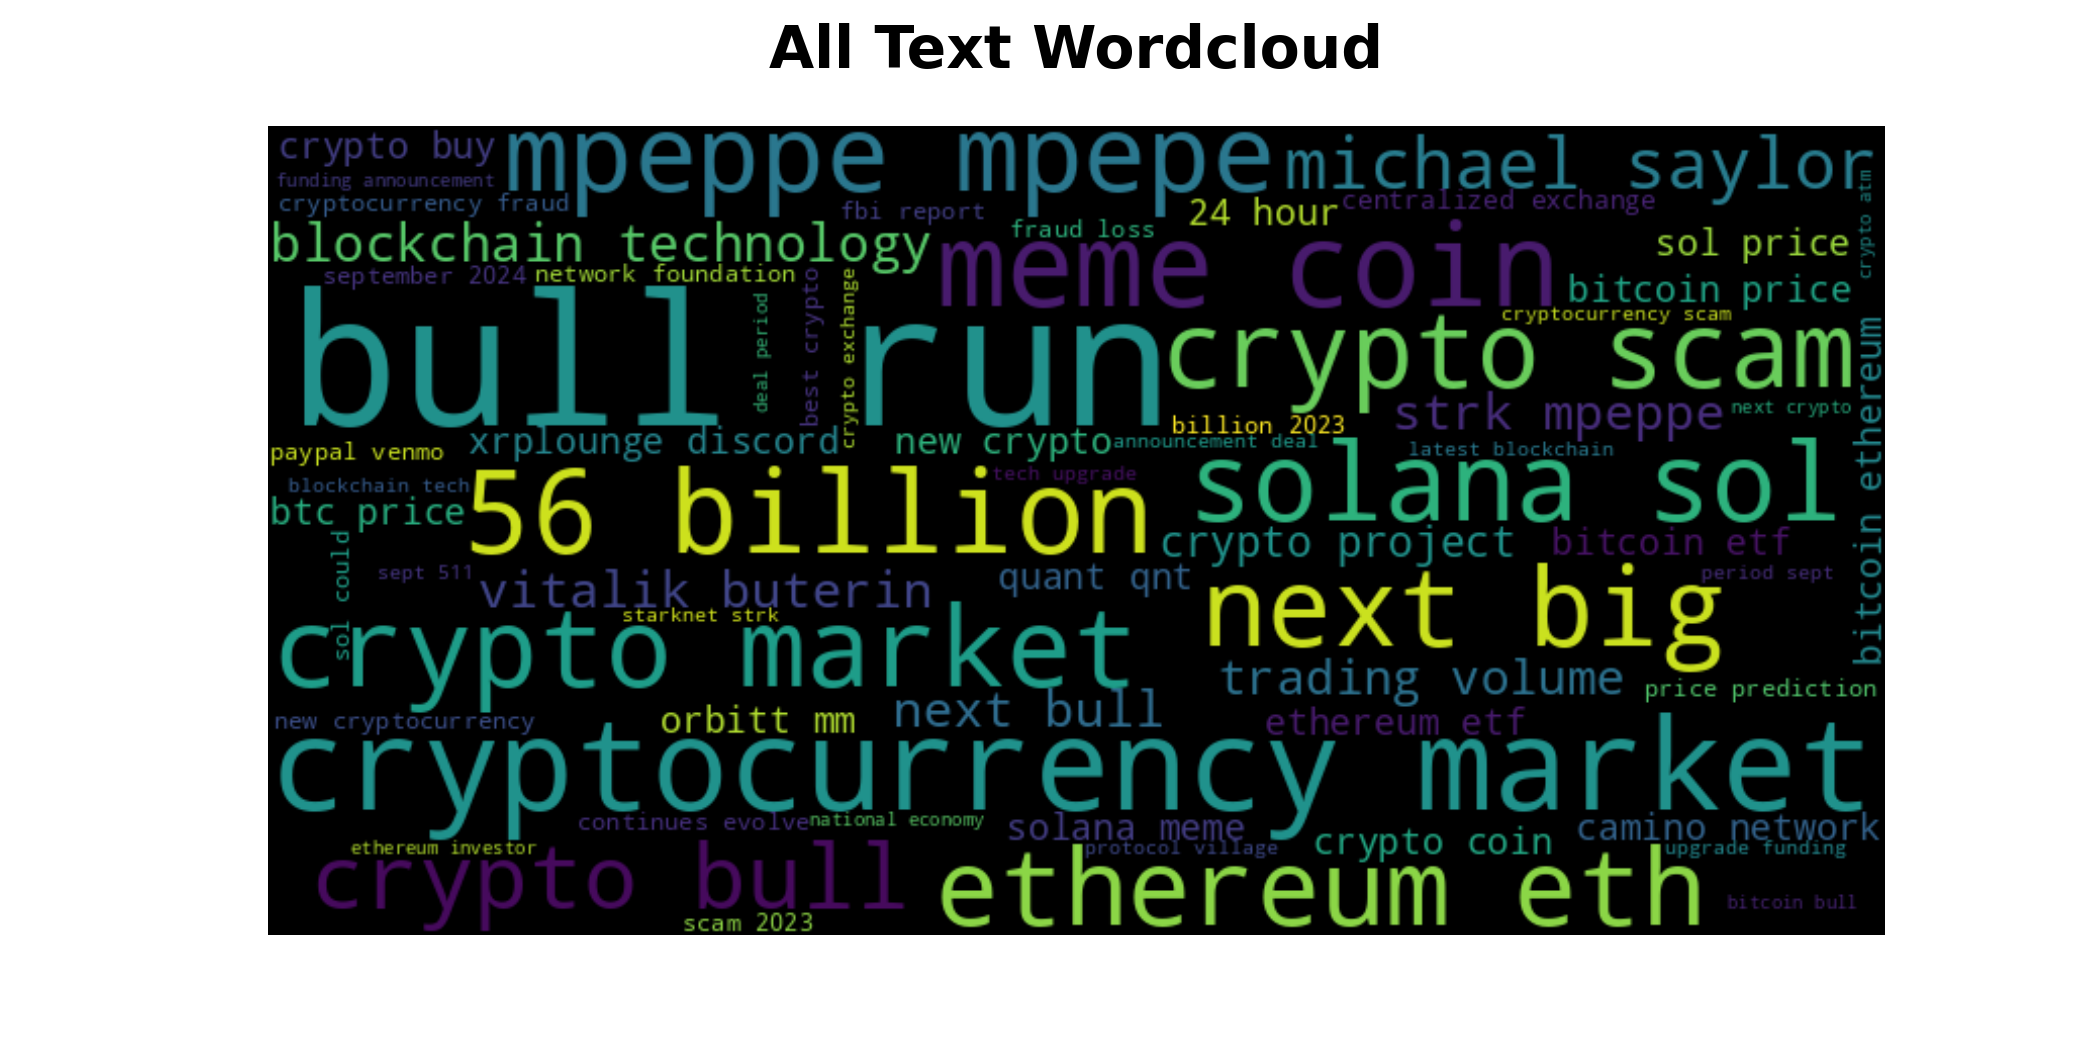 All Text Wordcloud
crypto buy
mpeppe mpepe
michael saylor
funding announcement
cryptocurrency fraud
fbi report
24 hour
centralized exchange
crypto atm
blockchain technology
fraud loss
meme coin
sol price
september 2024
network foundation
bitcoin price
bull run
deal period
best crypto
crypto exchange
cryptocurrency scam
crypto scam
bitcoin ethereum
strk mpeppe
next crypto
billion 2023
paypal venmo
xrplounge discord
new crypto
announcement deal
latest blockchain
blockchain tech
tech upgrade
56 billion
solana sol
btc price
crypto project
bitcoin etf
sol could
sept 511
vitalik buterin
quant qnt
next big
period sept
starknet strk
crypto market
trading volume
price prediction
new cryptocurrency
orbitt mm
next bull
ethereum etf
cryptocurrency market
continues evolve
national economy
solana meme
crypto coin
camino network
ethereum investor
protocol village
upgrade funding
crypto bull
ethereum eth
bitcoin bull
scam 2023